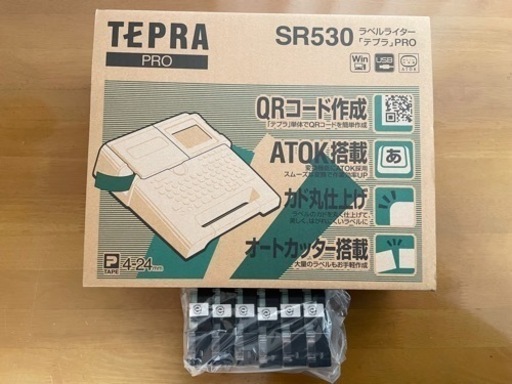 TEPRA
PRO
SR530
ラベルライター
「テプラ」PRO
Win
USB
QRコード作成
「テプラ」単体でQRコードを簡単作成
ATOK搭載
あ
カド丸仕上げ
オートカッター搭載
大量のラベルもお手軽作成
P
TAPE
4-24mm